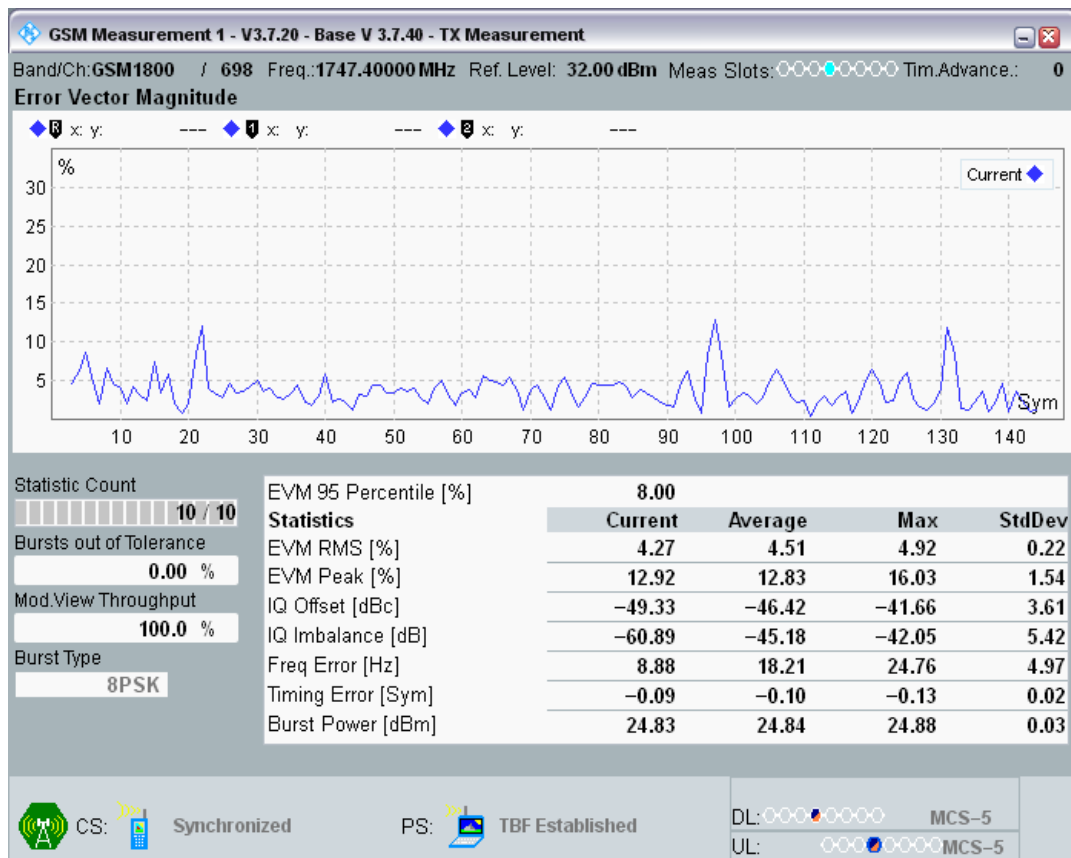 GSM Measurement 1 - V3.7.20 - Base V 3.7.40 - TX Measurement
Band/Ch:GSM1800 / 698 Freq.:1747.40000 MHz Ref. Level: 32.00 dBm Meas Slots: Tim.Advance.: 0
Error Vector Magnitude
R x: y: --- 1 x: y: --- 2 x: y: ---
%
Current
30
25
20
15
10
5
Sym
10 20 30 40 50 60 70 80 90 100 110 120 130 140
Statistic Count
10 / 10
Bursts out of Tolerance
0.00 %
Mod.View Throughput
100.0 %
Burst Type
8PSK
EVM 95 Percentile [%] 8.00
Statistics Current Average Max StdDev
EVM RMS [%] 4.27 4.51 4.92 0.22
EVM Peak [%] 12.92 12.83 16.03 1.54
IQ Offset [dBc] −49.33 −46.42 −41.66 3.61
IQ Imbalance [dB] −60.89 −45.18 −42.05 5.42
Freq Error [Hz] 8.88 18.21 24.76 4.97
Timing Error [Sym] −0.09 −0.10 −0.13 0.02
Burst Power [dBm] 24.83 24.84 24.88 0.03
CS: Synchronized PS: TBF Established
DL: MCS−5
UL: MCS−5